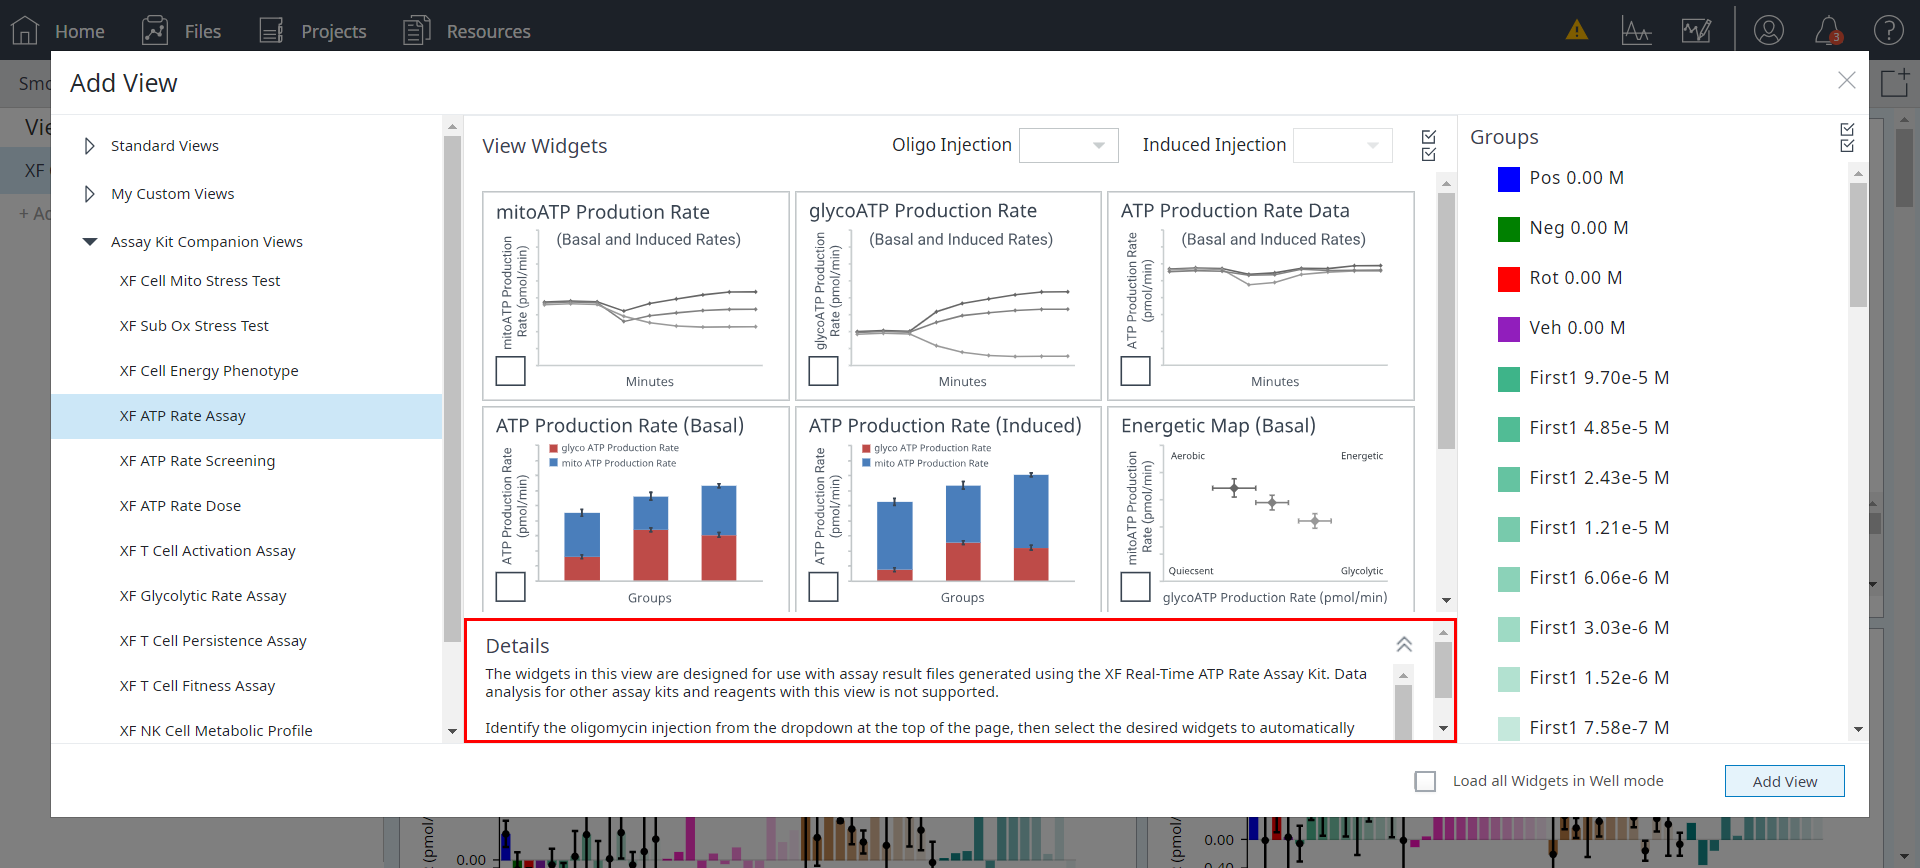 Home
Files
Projects
Resources
3
Smo
Add View
Vie
XF
+ Ad
Standard Views
My Custom Views
Assay Kit Companion Views
XF Cell Mito Stress Test
XF Sub Ox Stress Test
XF Cell Energy Phenotype
XF ATP Rate Assay
XF ATP Rate Screening
XF ATP Rate Dose
XF T Cell Activation Assay
XF Glycolytic Rate Assay
XF T Cell Persistence Assay
XF T Cell Fitness Assay
XF NK Cell Metabolic Profile
View Widgets
Oligo Injection
Induced Injection
mitoATP Prodution Rate
(Basal and Induced Rates)
mitoATP Production
Rate (pmol/min)
Minutes
glycoATP Production Rate
(Basal and Induced Rates)
glycoATP Production
Rate (pmol/min)
Minutes
ATP Production Rate Data
(Basal and Induced Rates)
ATP Production Rate
(pmol/min)
Minutes
ATP Production Rate (Basal)
glyco ATP Production Rate
mito ATP Production Rate
ATP Production Rate
(pmol/min)
Groups
ATP Production Rate (Induced)
glyco ATP Production Rate
mito ATP Production Rate
ATP Production Rate
(pmol/min)
Groups
Energetic Map (Basal)
Aerobic
Energetic
mitoATP Production
Rate (pmol/min)
Quiecsent
Glycolytic
glycoATP Production Rate (pmol/min)
Details
The widgets in this view are designed for use with assay result files generated using the XF Real-Time ATP Rate Assay Kit. Data
analysis for other assay kits and reagents with this view is not supported.
Identify the oligomycin injection from the dropdown at the top of the page, then select the desired widgets to automatically
Groups
Pos 0.00 M
Neg 0.00 M
Rot 0.00 M
Veh 0.00 M
First1 9.70e-5 M
First1 4.85e-5 M
First1 2.43e-5 M
First1 1.21e-5 M
First1 6.06e-6 M
First1 3.03e-6 M
First1 1.52e-6 M
First1 7.58e-7 M
Load all Widgets in Well mode
Add View
(pmol/
0.00
(pmol/
0.00